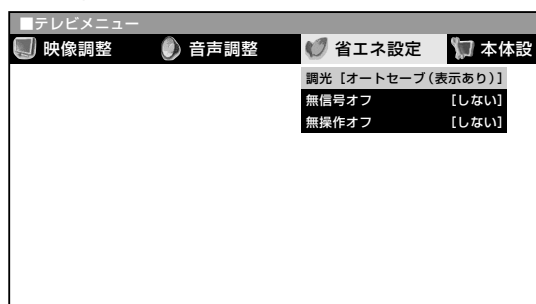 ■テレビメニュー
映像調整 音声調整 省エネ設定 本体設
調光［オートセーブ(表示あり)］
無信号オフ ［しない］
無操作オフ ［しない］